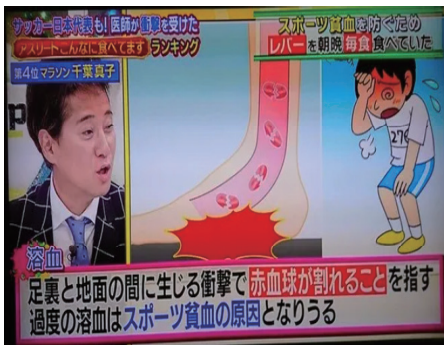 サッカー日本代表も!医師が衝撃を受けた
アスリートこんなに食べてます ランキング
第4位 マラソン 千葉真子
スポーツ貧血を防ぐため
レバーを朝晩毎食食べていた
溶血
足裏と地面の間に生じる衝撃で赤血球が割れることを指す
過度の溶血はスポーツ貧血の原因となりうる